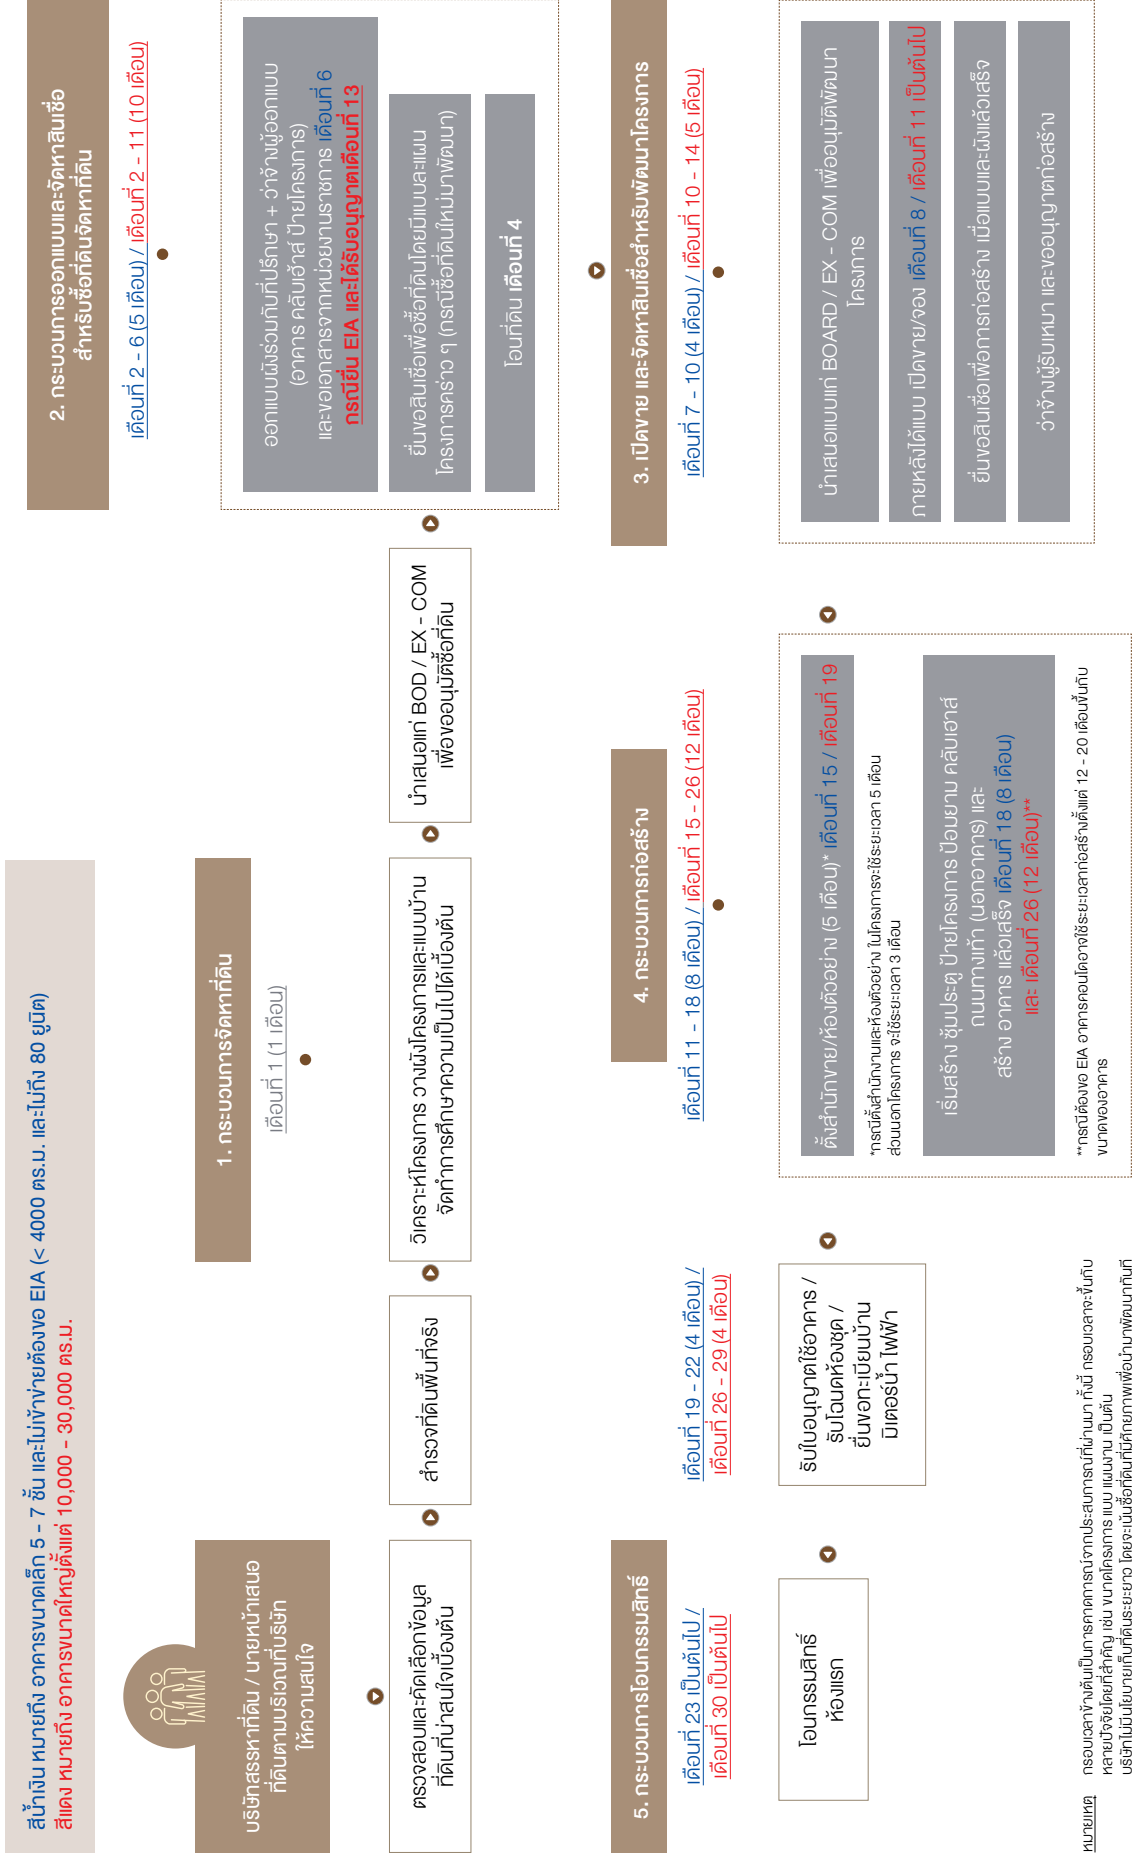 สีน้ำเงิน หมายถึง อาคารขนาดเล็ก 5 - 7 ชั้น และไม่เข้าข่ายต้องขอ EIA (< 4000 ตร.ม. และไม่ถึง 80 ยูนิต)
สีแดง หมายถึง อาคารขนาดใหญ่ตั้งแต่ 10,000 - 30,000 ตร.ม.
บริษัทสรรหาที่ดิน / นายหน้าเสนอ
ที่ดินตามบริเวณที่บริษัท
ให้ความสนใจ
ตรวจสอบและคัดเลือกข้อมูล
ที่ดินที่น่าสนใจเบื้องต้น
สำรวจที่ดินพื้นที่จริง
1. กระบวนการจัดหาที่ดิน
เดือนที่ 1 (1 เดือน)
วิเคราะห์โครงการ วางผังโครงการและแบบบ้าน
จัดทำการศึกษาความเป็นไปได้เบื้องต้น
นำเสนอแก่ BOD / EX - COM
เพื่อขออนุมัติซื้อที่ดิน
2. กระบวนการออกแบบและจัดหาสินเชื่อ
สำหรับซื้อที่ดินจัดหาที่ดิน
เดือนที่ 2 - 6 (5 เดือน) / เดือนที่ 2 - 11 (10 เดือน)
ออกแบบผังร่วมกับที่ปรึกษา + ว่าจ้างผู้ออกแบบ
(อาคาร คลับเฮ้าส์ ป้ายโครงการ)
และขอเอกสารจากหน่วยงานราชการ เดือนที่ 6
กรณียื่น EIA และได้รับอนุญาตเดือนที่ 13
ยื่นขอสินเชื่อเพื่อซื้อที่ดินโดยมีแบบละแผน
โครงการคร่าว ๆ (กรณีซื้อที่ดินใหม่มาพัฒนา)
โอนที่ดิน เดือนที่ 4
3. เปิดขาย และจัดหาสินเชื่อสำหรับพัฒนาโครงการ
เดือนที่ 7 - 10 (4 เดือน) / เดือนที่ 10 - 14 (5 เดือน)
นำเสนอแบบแก่ BOARD / EX - COM เพื่ออนุมัติพัฒนา
โครงการ
ภายหลังได้แบบ เปิดขาย/จอง เดือนที่ 8 / เดือนที่ 11 เป็นต้นไป
ยื่นขอสินเชื่อเพื่อการก่อสร้าง เมื่อแบบและผังแล้วเสร็จ
ว่าจ้างผู้รับเหมา และขออนุญาตก่อสร้าง
4. กระบวนการก่อสร้าง
เดือนที่ 11 - 18 (8 เดือน) / เดือนที่ 15 - 26 (12 เดือน)
ตั้งสำนักขาย/ห้องตัวอย่าง (5 เดือน)* เดือนที่ 15 / เดือนที่ 19
*กรณีตั้งสำนักงานและห้องตัวอย่าง ในโครงการจะใช้ระยะเวลา 5 เดือน
ส่วนนอกโครงการ จะใช้ระยะเวลา 3 เดือน
เริ่มสร้าง ซุ้มประตู ป้ายโครงการ ป้อมยาม คลับเฮาส์
ถนนทางเท้า (นอกอาคาร) และ
สร้าง อาคาร แล้วเสร็จ เดือนที่ 18 (8 เดือน)
และ เดือนที่ 26 (12 เดือน)**
**กรณีต้องขอ EIA อาคารคอนโดอาจใช้ระยะเวลาก่อสร้างตั้งแต่ 12 - 20 เดือนขึ้นกับ
ขนาดของอาคาร
เดือนที่ 19 - 22 (4 เดือน) /
เดือนที่ 26 - 29 (4 เดือน)
รับใบอนุญาตใช้อาคาร /
รับโฉนดห้องชุด /
ยื่นขอทะเบียนบ้าน
มิเตอร์น้ำ ไฟฟ้า
5. กระบวนการโอนกรรมสิทธิ์
เดือนที่ 23 เป็นต้นไป /
เดือนที่ 30 เป็นต้นไป
โอนกรรมสิทธิ์
ห้องแรก
หมายเหตุ กรอบเวลาข้างต้นเป็นการคาดการณ์จากประสบการณ์ที่ผ่านมา ทั้งนี้ กรอบเวลาจะขึ้นกับ
หลายปัจจัยโดยที่สำคัญ เช่น ขนาดโครงการ แบบ แผนงาน เป็นต้น
บริษัทไม่มีนโยบายเก็บที่ดินระยะยาว โดยจะเน้นซื้อที่ดินที่มีศักยภาพเพื่อนำมาพัฒนาทันที